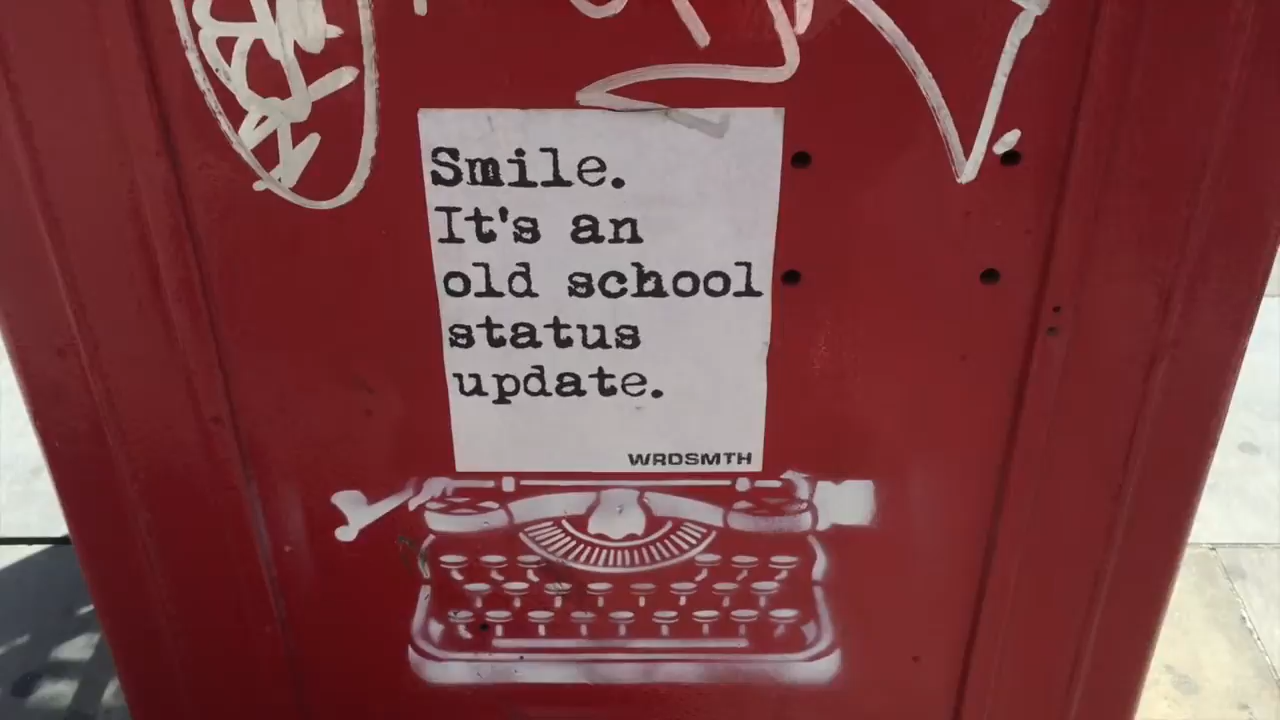 Smile.
It's an
old school
status
update.
WRDSMTH